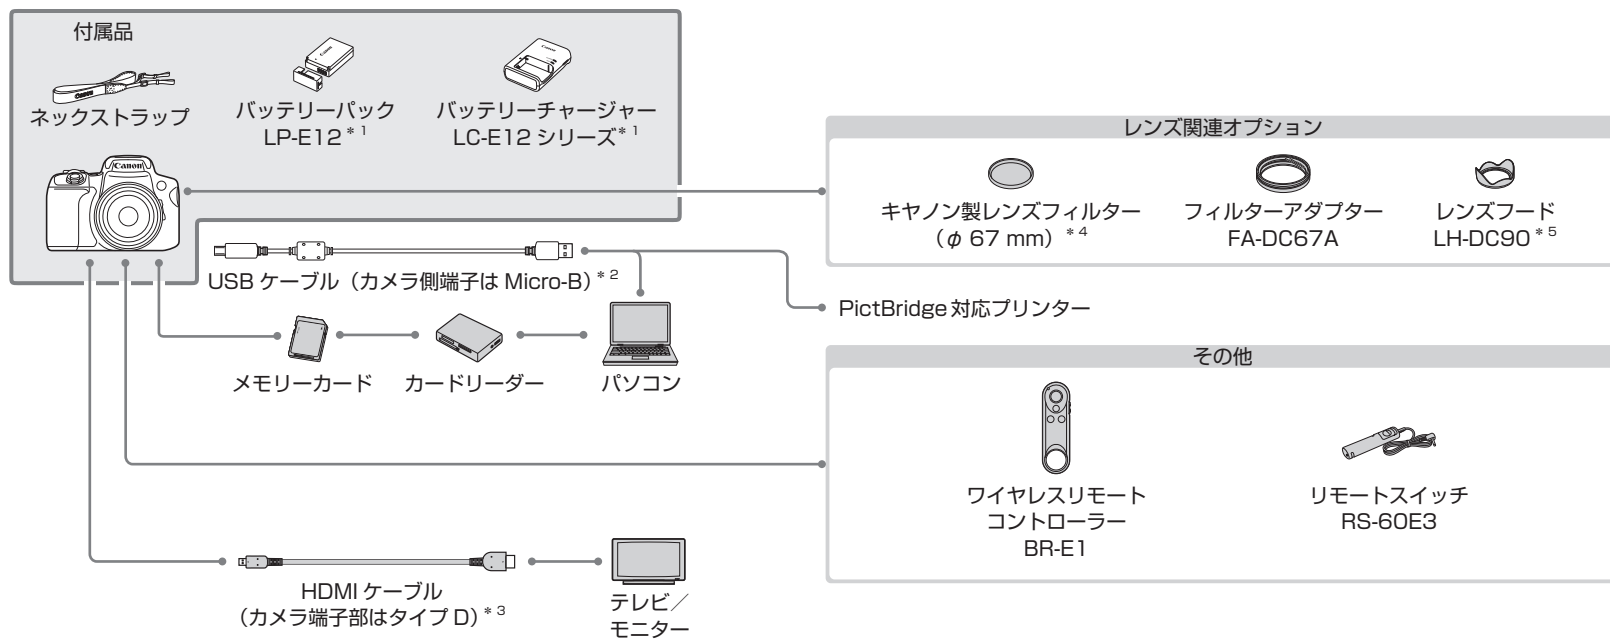 付属品
ネックストラップ
バッテリーパック
LP-E12＊1
バッテリーチャージャー
LC-E12 シリーズ＊1
Canon
レンズ関連オプション
キヤノン製レンズフィルター
（φ 67 mm）＊4
フィルターアダプター
FA-DC67A
レンズフード
LH-DC90＊5
USB ケーブル（カメラ側端子は Micro-B）＊2
PictBridge 対応プリンター
メモリーカード
カードリーダー
パソコン
その他
ワイヤレスリモート
コントローラー
BR-E1
リモートスイッチ
RS-60E3
HDMI ケーブル
（カメラ端子部はタイプ D）＊3
テレビ／
モニター